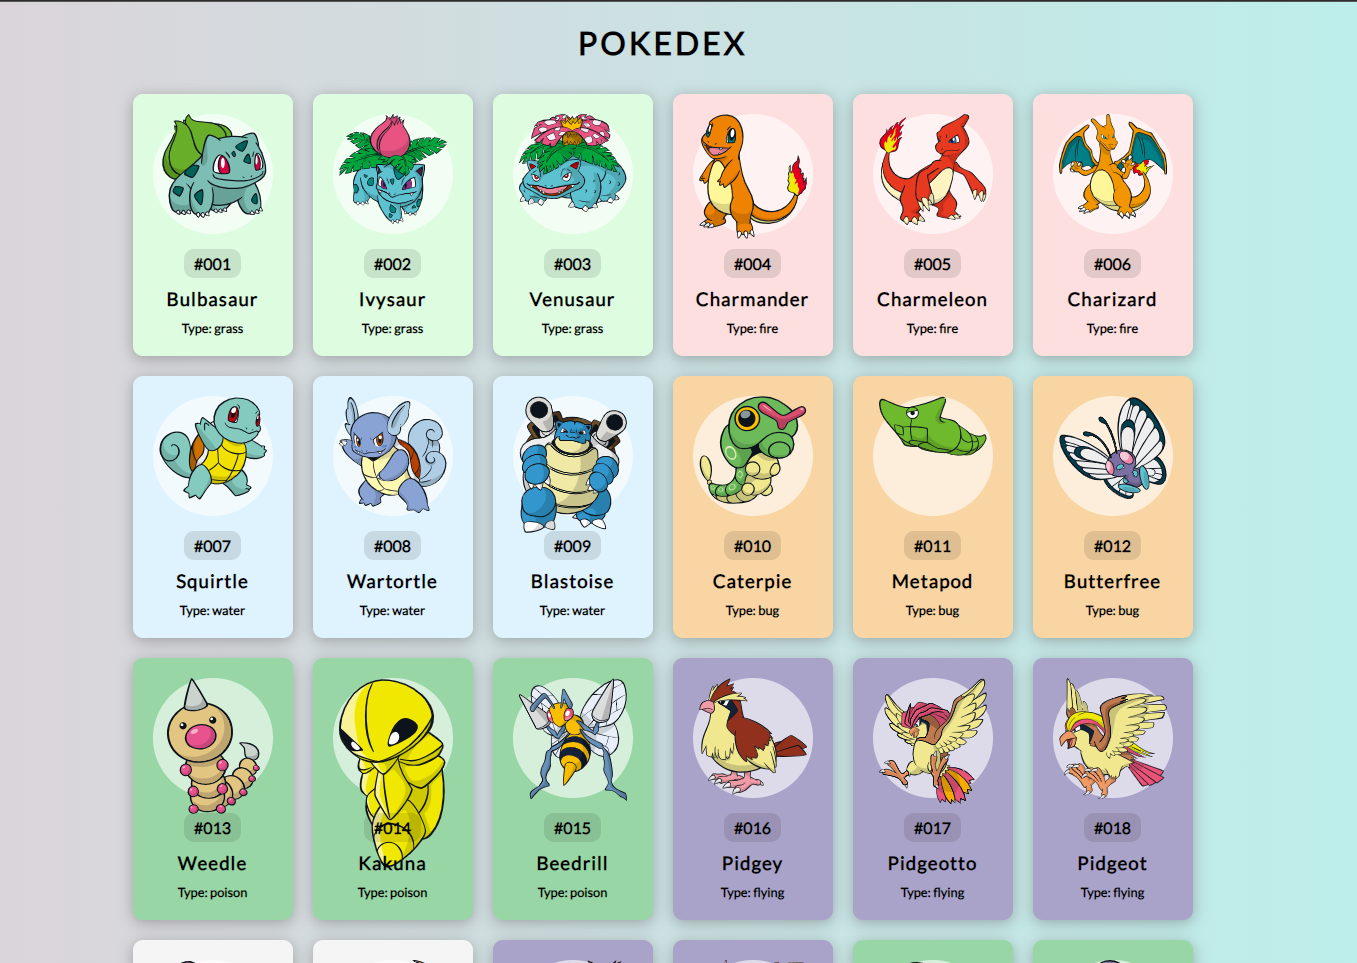 POKEDEX
#001
Bulbasaur
Type: grass
#002
Ivysaur
Type: grass
#003
Venusaur
Type: grass
#004
Charmander
Type: fire
#005
Charmeleon
Type: fire
#006
Charizard
Type: fire
#007
Squirtle
Type: water
#008
Wartortle
Type: water
#009
Blastoise
Type: water
#010
Caterpie
Type: bug
#011
Metapod
Type: bug
#012
Butterfree
Type: bug
#013
Weedle
Type: poison
#014
Kakuna
Type: poison
#015
Beedrill
Type: poison
#016
Pidgey
Type: flying
#017
Pidgeotto
Type: flying
#018
Pidgeot
Type: flying